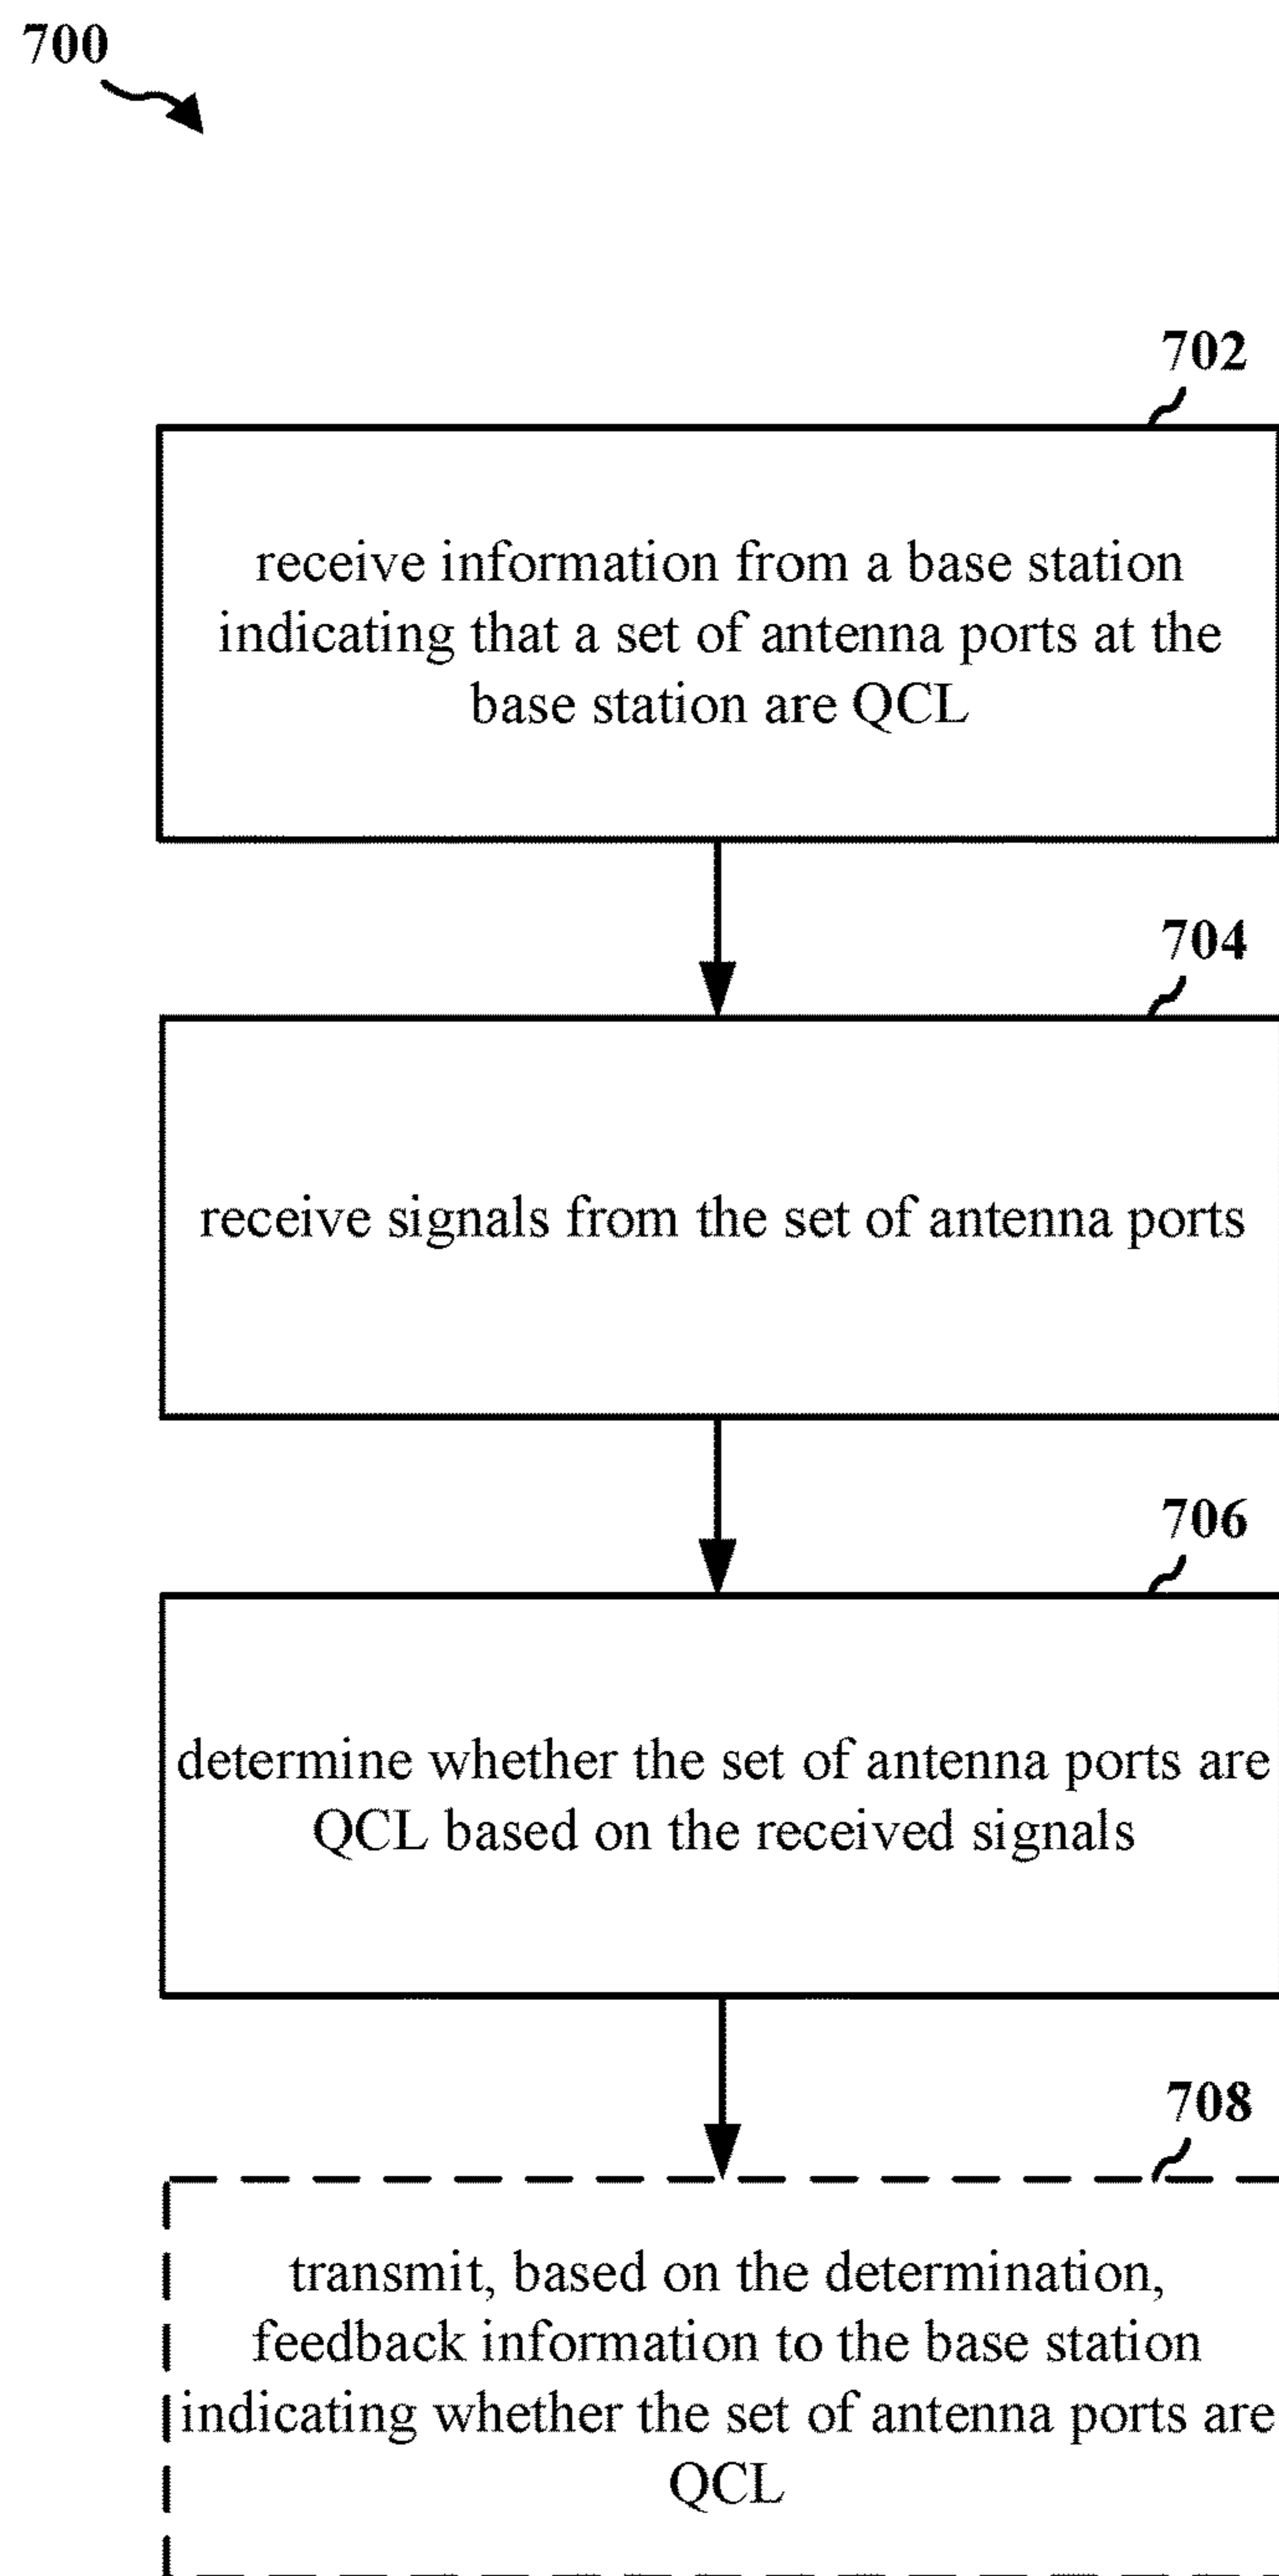 700
702
receive information from a base station
indicating that a set of antenna ports at the
base station are QCL
704
receive signals from the set of antenna ports
706
determine whether the set of antenna ports are
QCL based on the received signals
708
transmit, based on the determination,
feedback information to the base station
indicating whether the set of antenna ports are
QCL